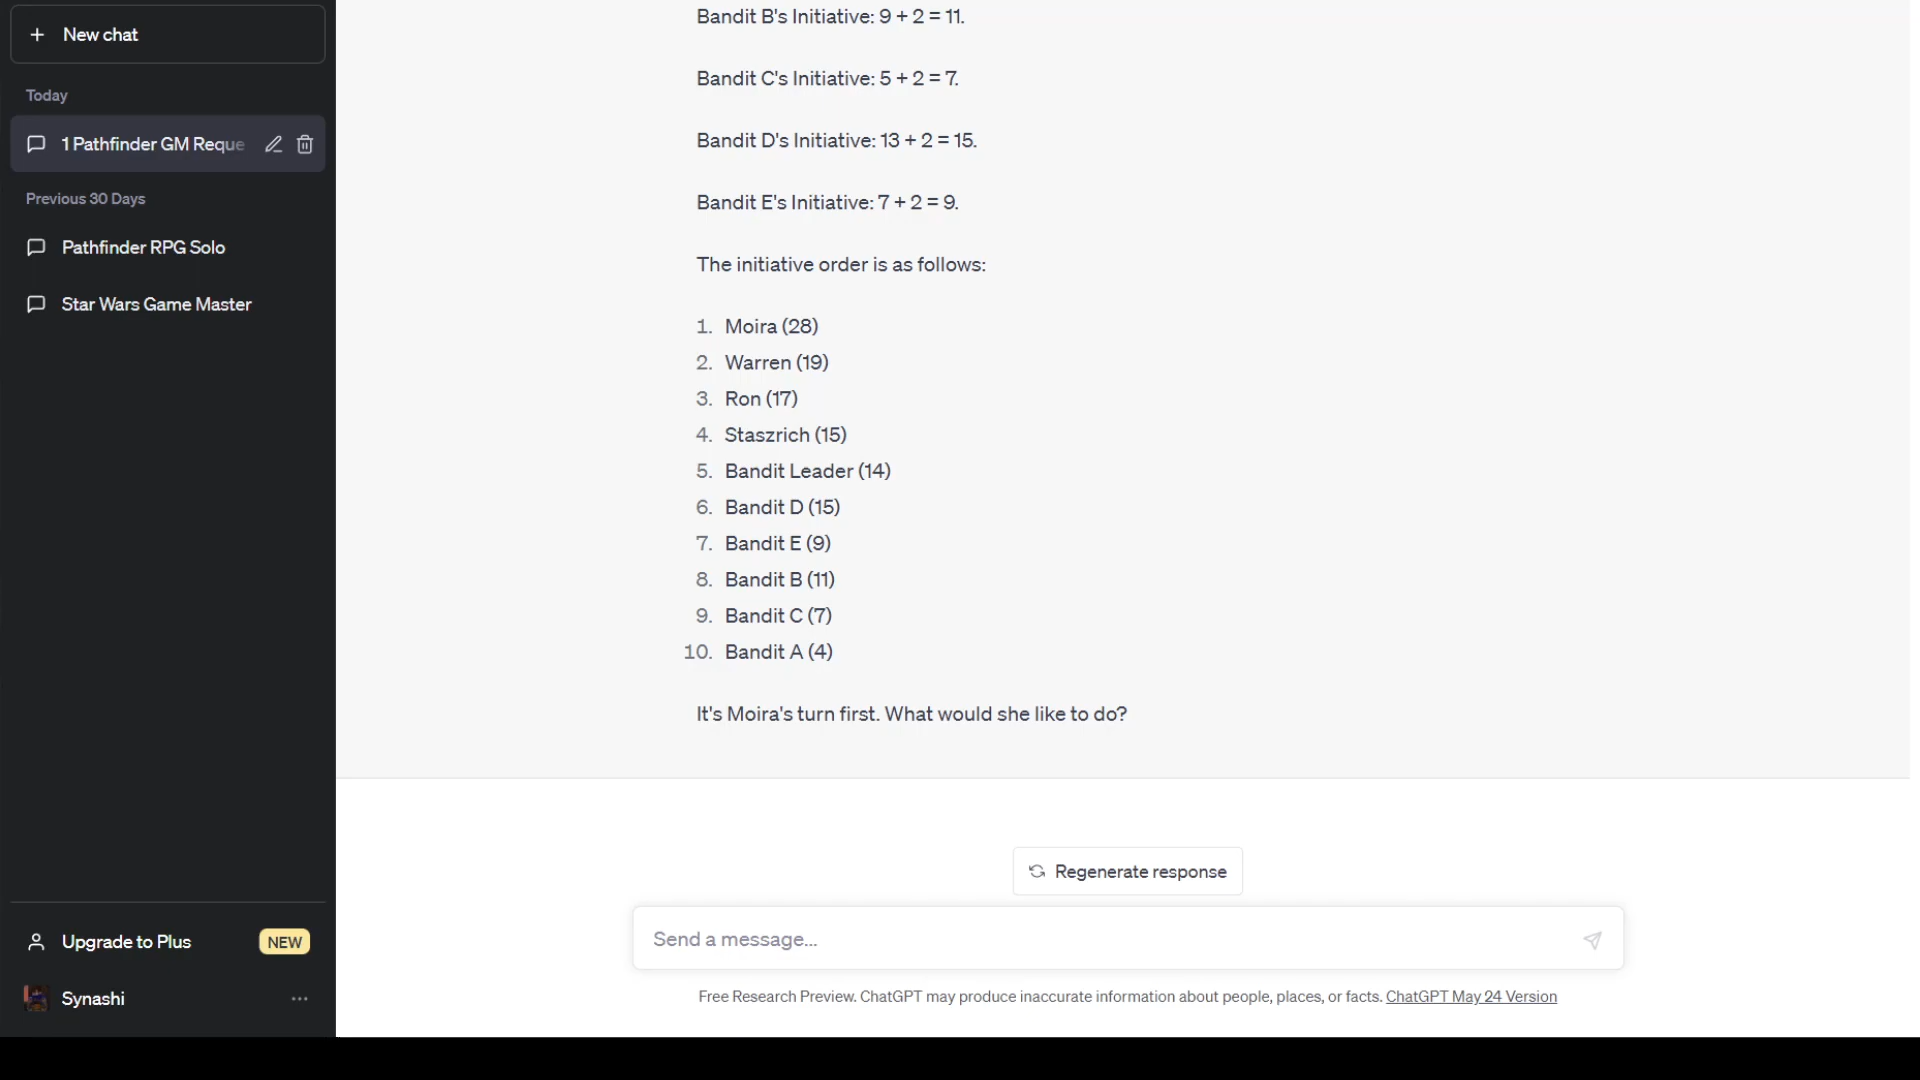 New chat
Today
1 Pathfinder GM Reque
Previous 30 Days
Pathfinder RPG Solo
Star Wars Game Master
Upgrade to Plus NEW
Synashi
Bandit B's Initiative: 9 + 2 = 11.
Bandit C's Initiative: 5 + 2 = 7.
Bandit D's Initiative: 13 + 2 = 15.
Bandit E's Initiative: 7 + 2 = 9.
The initiative order is as follows:
1. Moira (28)
2. Warren (19)
3. Ron (17)
4. Staszrich (15)
5. Bandit Leader (14)
6. Bandit D (15)
7. Bandit E (9)
8. Bandit B (11)
9. Bandit C (7)
10. Bandit A (4)
It's Moira's turn first. What would she like to do?
Regenerate response
Send a message...
Free Research Preview. ChatGPT may produce inaccurate information about people, places, or facts. ChatGPT May 24 Version